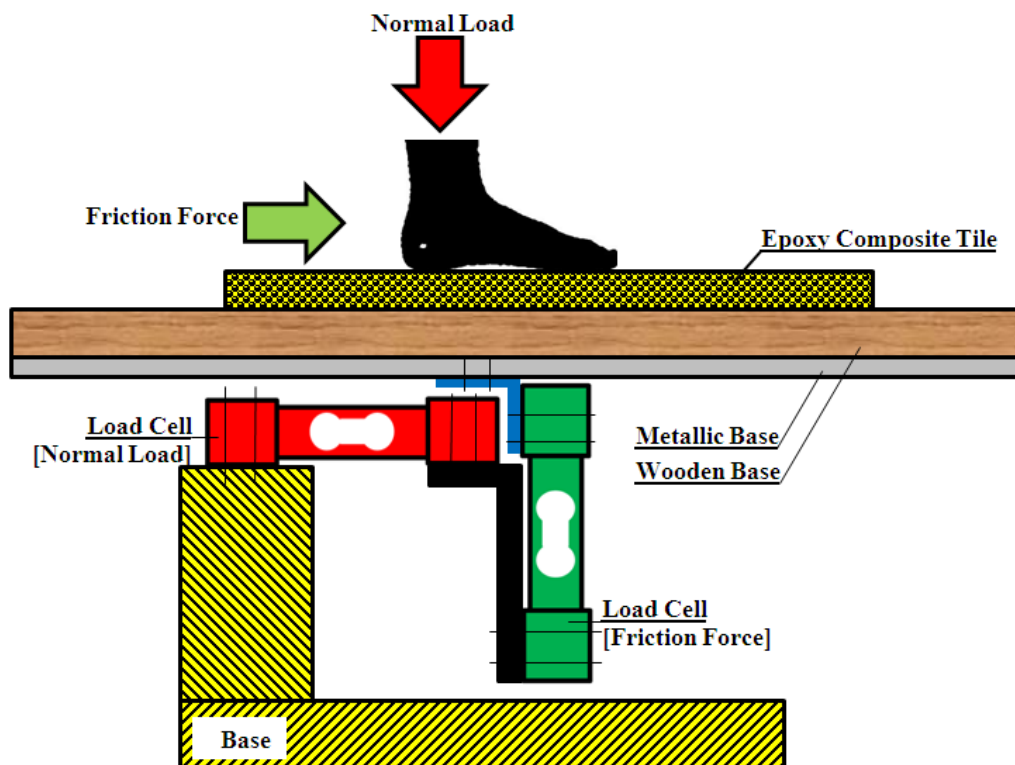 Normal Load
Friction Force
Epoxy Composite Tile
Load Cell
[Normal Load]
Metallic Base
Wooden Base
Load Cell
[Friction Force]
Base